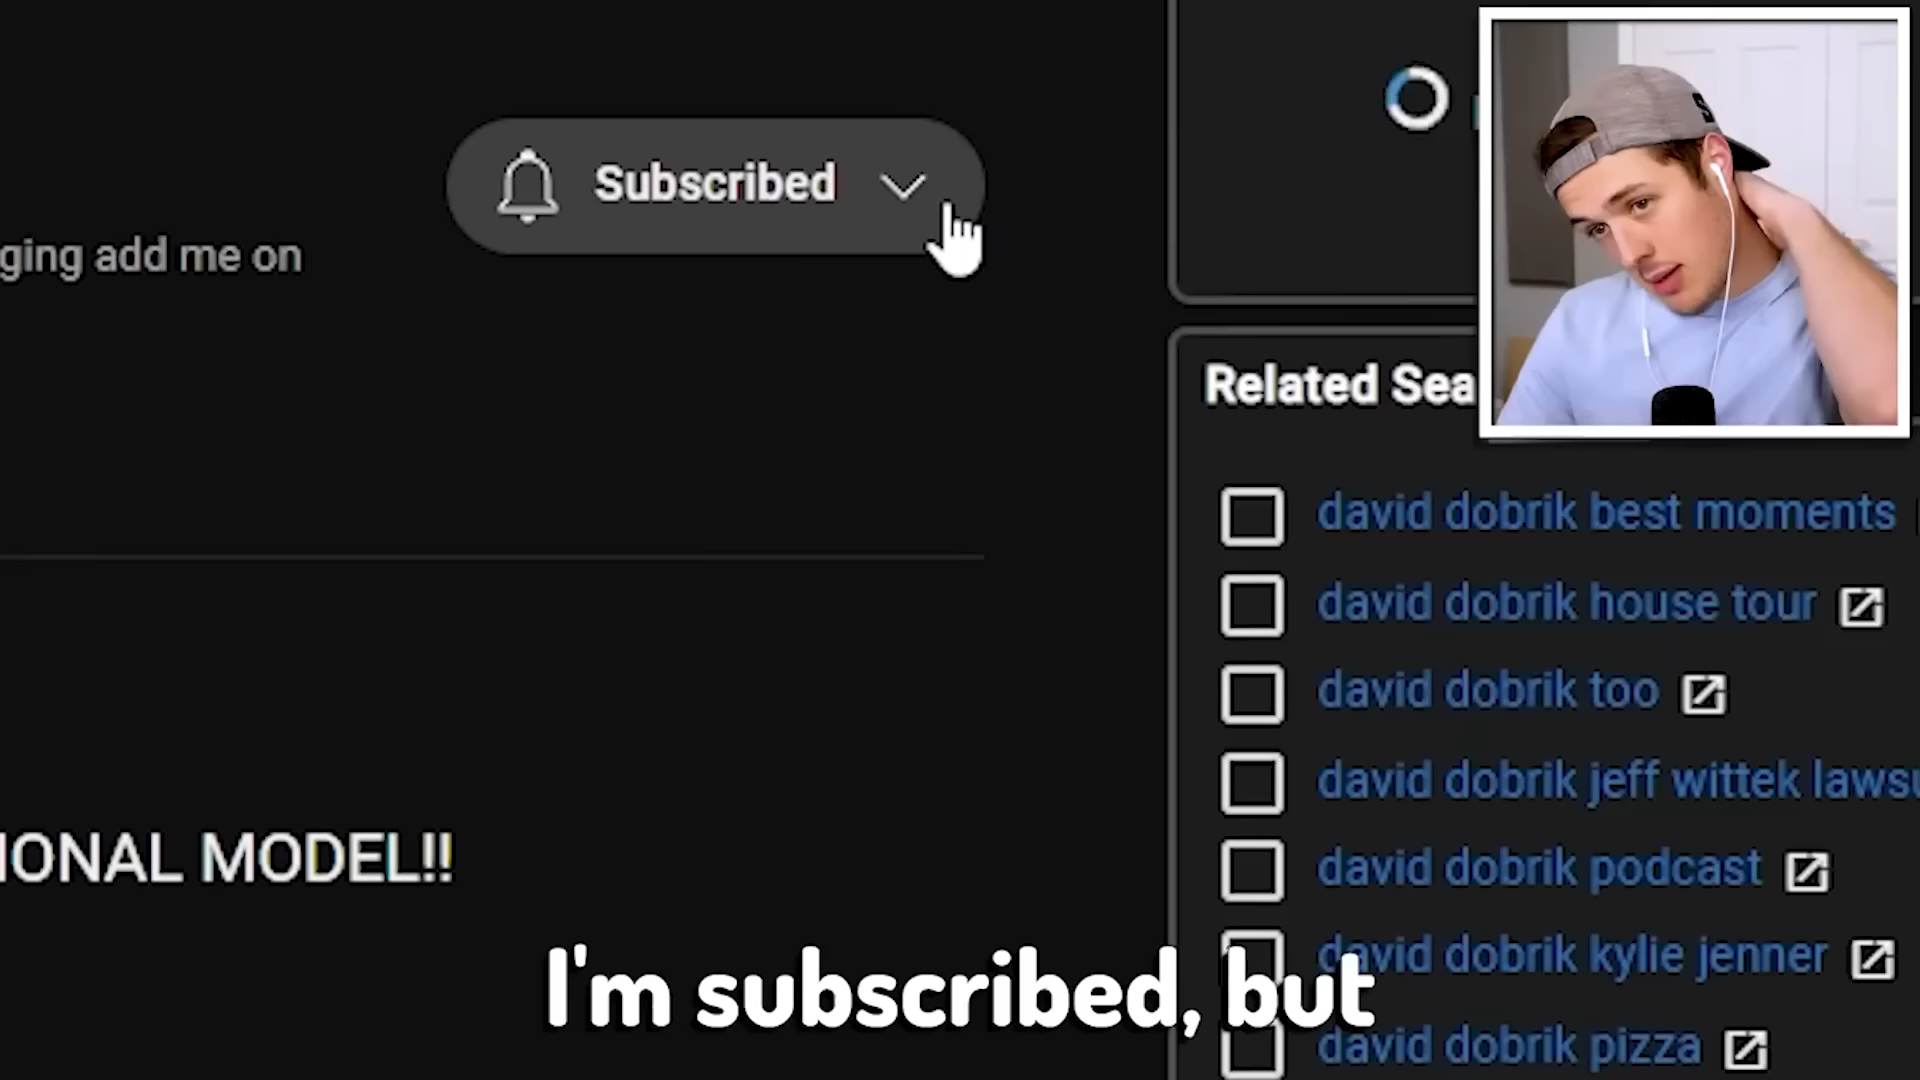 Subscribed
ging add me on
IONAL MODEL!!
Related Sea
david dobrik best moments
david dobrik house tour
david dobrik too
david dobrik jeff wittek lawsu
david dobrik podcast
david dobrik kylie jenner
david dobrik pizza
I'm subscribed, but